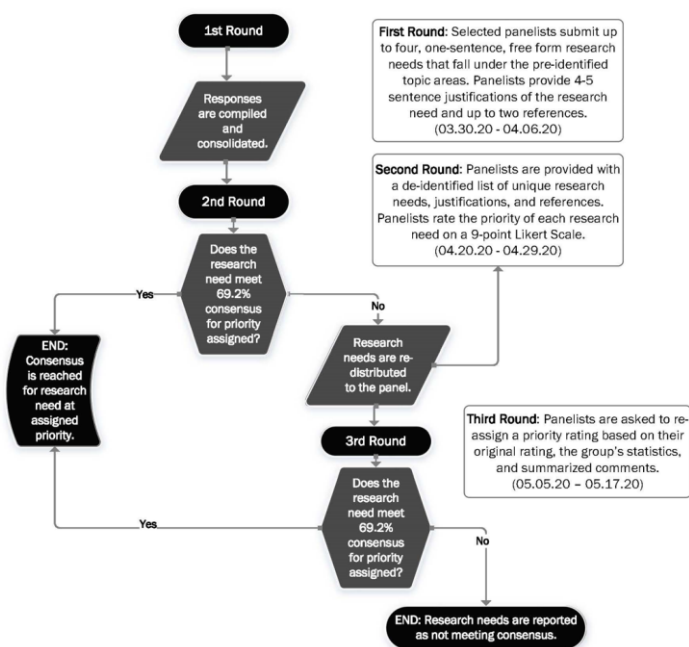 1st Round
First Round: Selected panelists submit up
to four, one-sentence, free form research
needs that fall under the pre-identified
topic areas. Panelists provide 4-5
sentence justifications of the research
need and up to two references.
(03.30.20 - 04.06.20)
Responses
are compiled
and
consolidated.
Second Round: Panelists are provided with
a de-identified list of unique research
needs, justifications, and references.
Panelists rate the priority of each research
need on a 9-point Likert Scale.
(04.20.20 - 04.29.20)
2nd Round
Does the
research
need meet
69.2%
consensus
for priority
assigned?
Yes
No
END:
Consensus
is reached
for research
need at
assigned
priority.
Research
needs are re-
distributed
to the panel.
3rd Round
Third Round: Panelists are asked to re-
assign a priority rating based on their
original rating, the group's statistics,
and summarized comments.
(05.05.20 – 05.17.20)
Does the
research
need meet
69.2%
consensus
for priority
assigned?
Yes
No
END: Research needs are reported
as not meeting consensus.